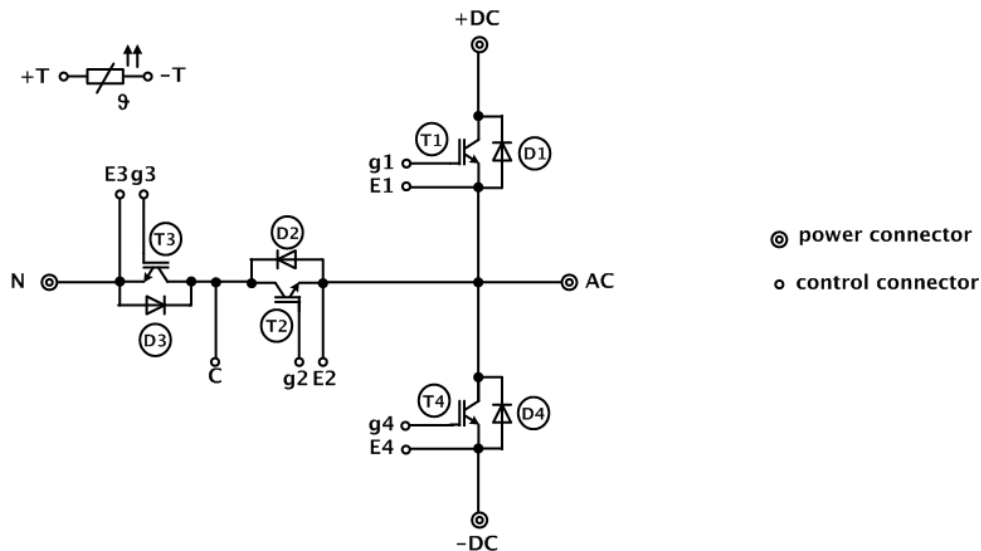 +DC
+T
-T
ϑ
T1
D1
g1
E1
E3 g3
T3
D2
N
AC
D3
T2
C
g2 E2
T4
D4
g4
E4
-DC
power connector
control connector